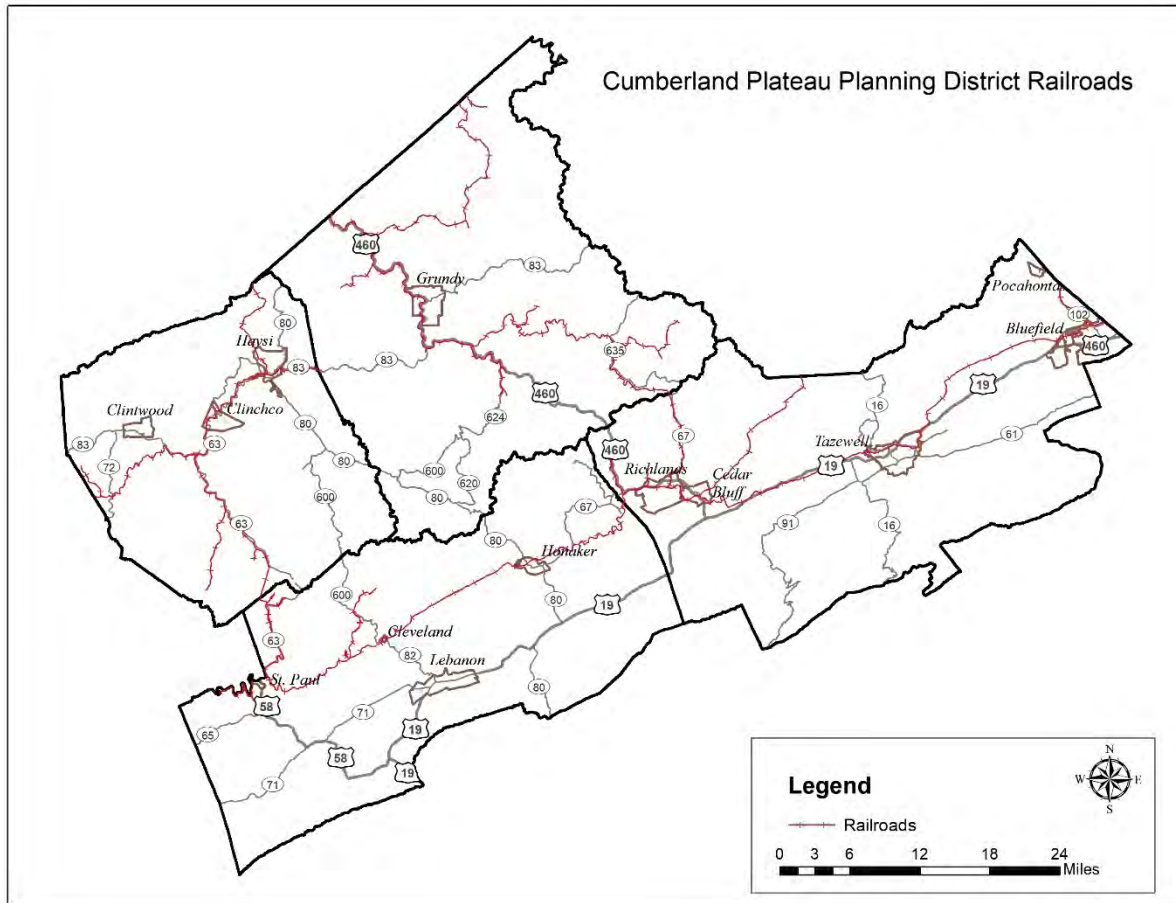 Cumberland Plateau Planning District Railroads
460
Grundy
83
Pocahonta
102
Bluefield
460
80
Haysi
83
83
635
19
Clintwood
Clinchco
460
16
83
63
80
624
67
Tazewell
61
72
80
600
460
Richlands
Cedar
Bluff
19
600
80
620
67
63
80
91
16
Honaker
600
80
19
63
Cleveland
82
Lebanon
St. Paul
80
58
71
19
65
58
19
71
Legend
Railroads
0 3 6 12 18 24
Miles
N
W E
S